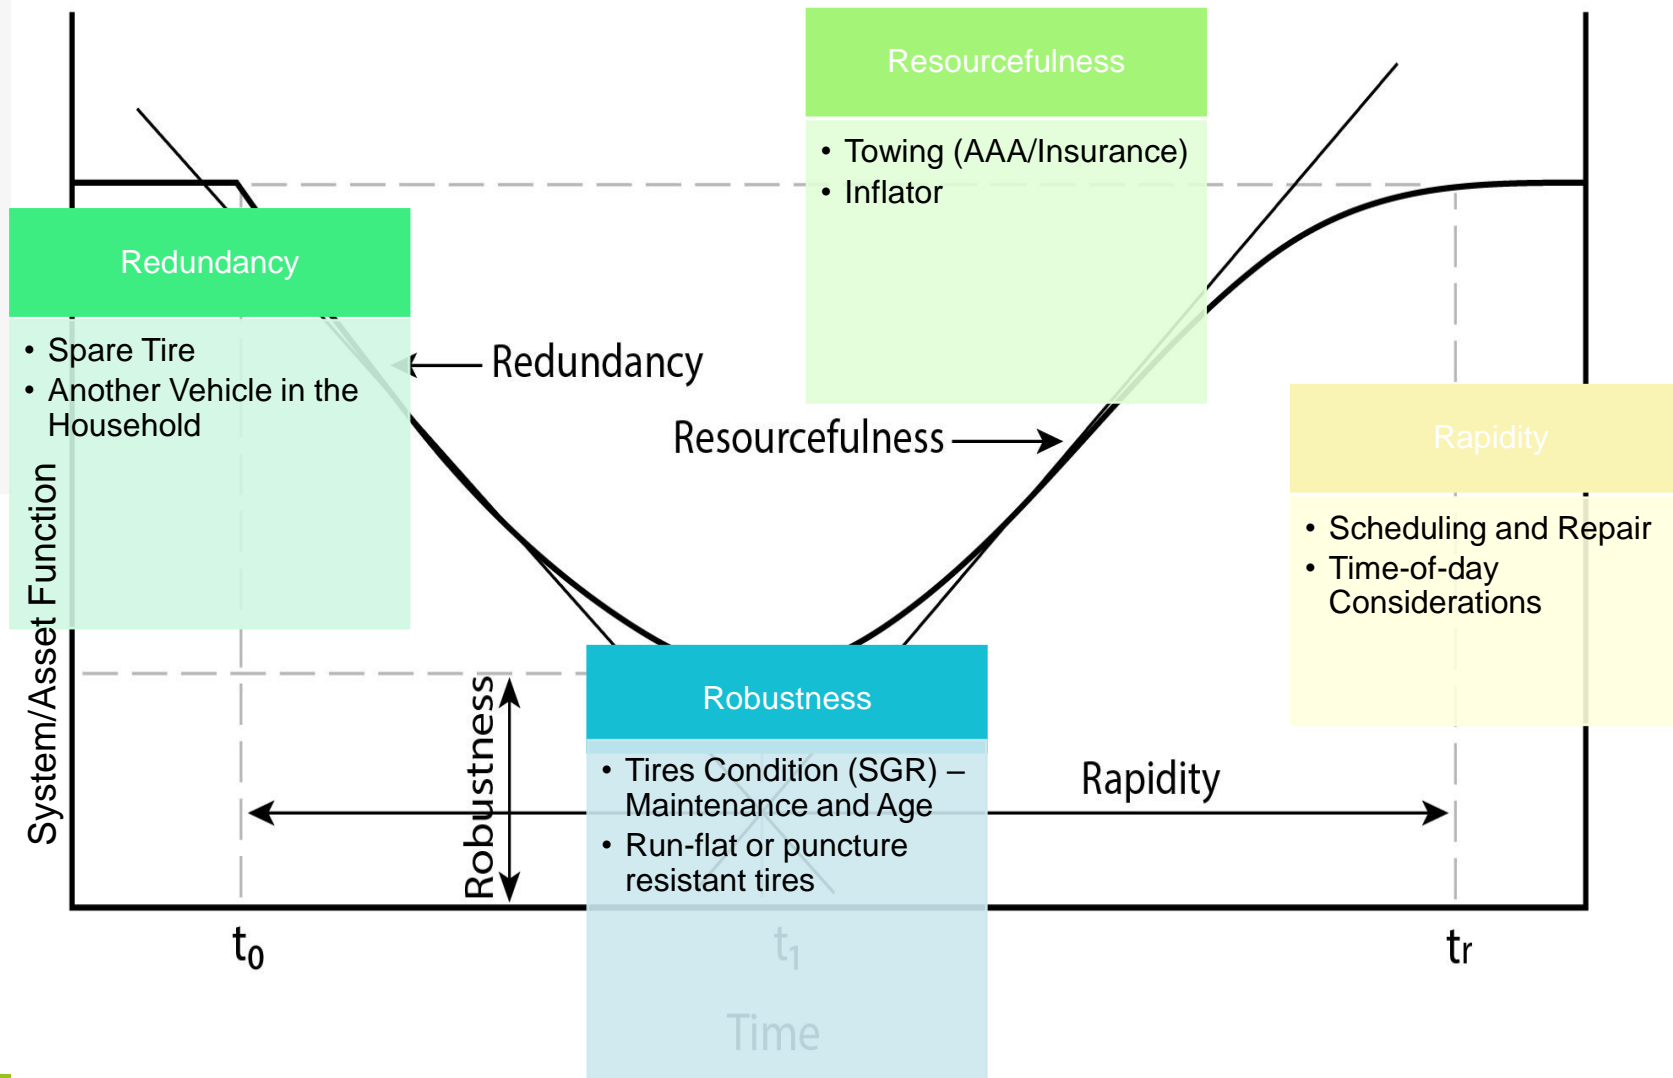 Resourcefulness
• Towing (AAA/Insurance)
• Inflator
Redundancy
• Spare Tire
• Another Vehicle in the
Household
Redundancy
Resourcefulness
Rapidity
• Scheduling and Repair
• Time-of-day
Considerations
System/Asset Function
Robustness
Robustness
• Tires Condition (SGR) –
Maintenance and Age
• Run-flat or puncture
resistant tires
Rapidity
t0
t1
tr
Time